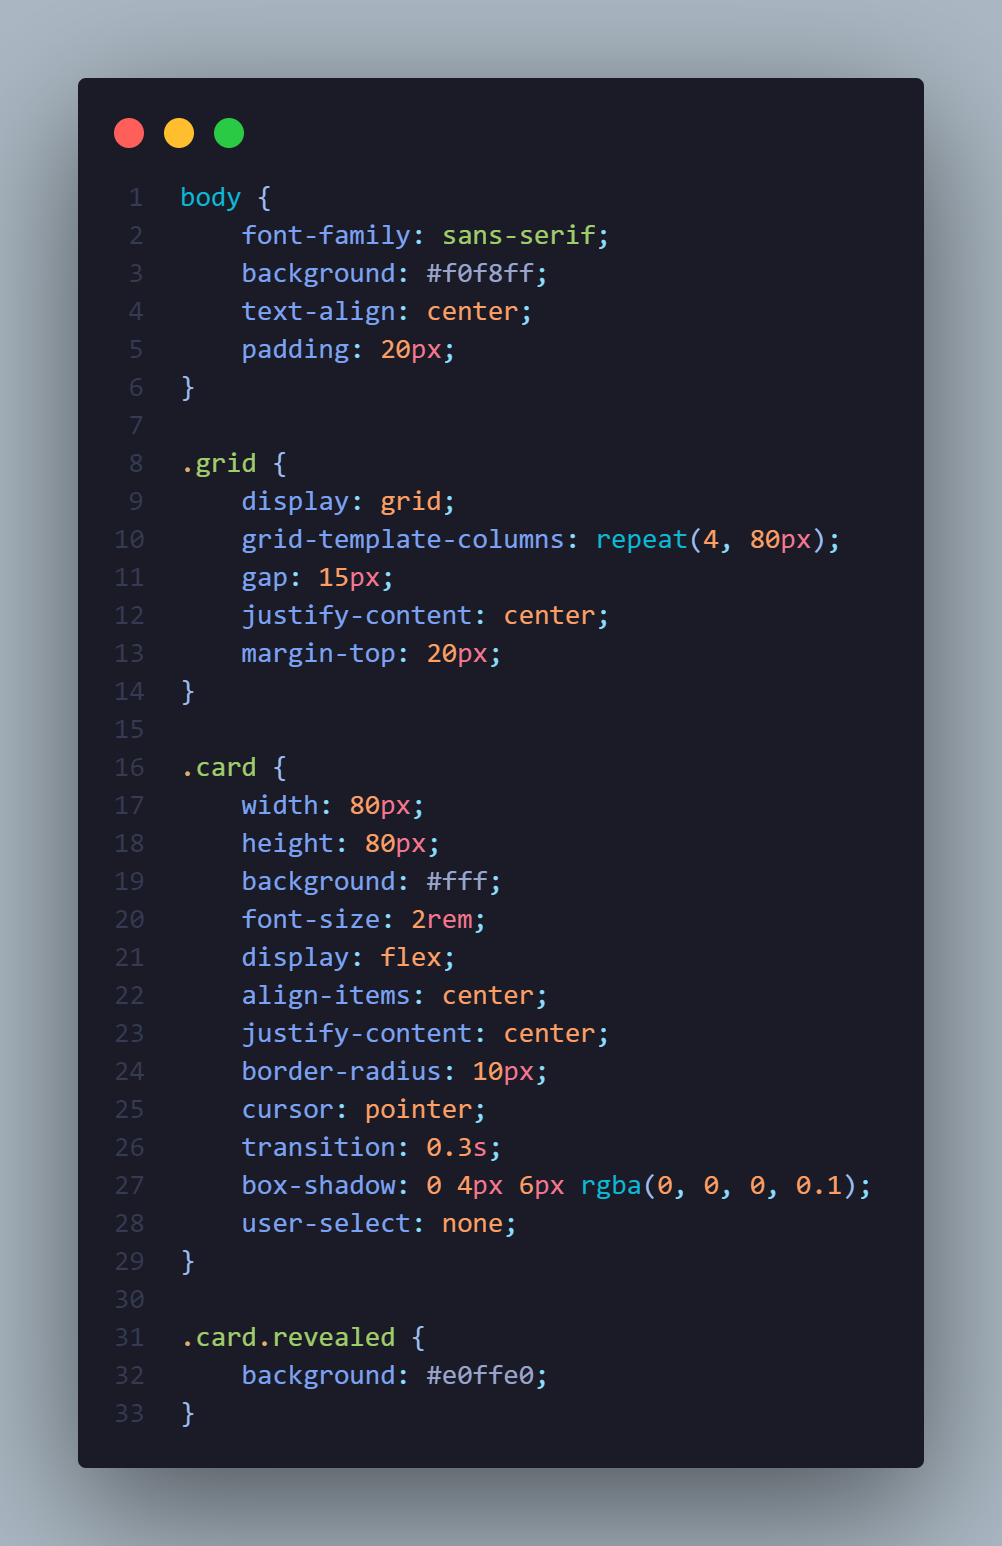 1 body {
2     font-family: sans-serif;
3     background: #f0f8ff;
4     text-align: center;
5     padding: 20px;
6 }
7
8 .grid {
9     display: grid;
10     grid-template-columns: repeat(4, 80px);
11     gap: 15px;
12     justify-content: center;
13     margin-top: 20px;
14 }
15
16 .card {
17     width: 80px;
18     height: 80px;
19     background: #fff;
20     font-size: 2rem;
21     display: flex;
22     align-items: center;
23     justify-content: center;
24     border-radius: 10px;
25     cursor: pointer;
26     transition: 0.3s;
27     box-shadow: 0 4px 6px rgba(0, 0, 0, 0.1);
28     user-select: none;
29 }
30
31 .card.revealed {
32     background: #e0ffe0;
33 }